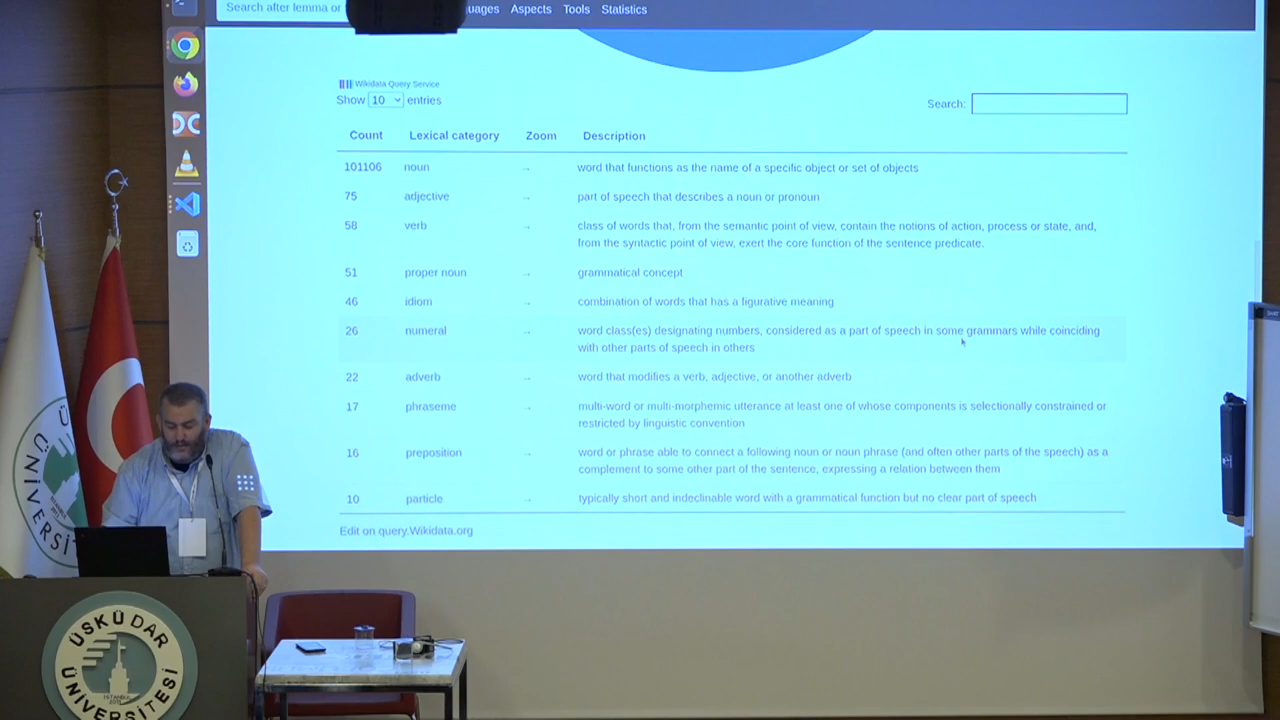 Search after lemma or
uages Aspects Tools Statistics
Wikidata Query Service
Show 10 entries
Search:
Count Lexical category Zoom Description
101106 noun → word that functions as the name of a specific object or set of objects
75 adjective → part of speech that describes a noun or pronoun
58 verb → class of words that, from the semantic point of view, contain the notions of action, process or state, and,
from the syntactic point of view, exert the core function of the sentence predicate.
51 proper noun → grammatical concept
46 idiom → combination of words that has a figurative meaning
26 numeral → word class(es) designating numbers, considered as a part of speech in some grammars while coinciding
with other parts of speech in others
22 adverb → word that modifies a verb, adjective, or another adverb
17 phraseme → multi-word or multi-morphemic utterance at least one of whose components is selectionally constrained or
restricted by linguistic convention
16 preposition → word or phrase able to connect a following noun or noun phrase (and often other parts of the speech) as a
complement to some other part of the sentence, expressing a relation between them
10 particle → typically short and indeclinable word with a grammatical function but no clear part of speech
Edit on query.Wikidata.org
ÜSKÜDAR
ÜNİVERSİTESİ
İSTANBUL